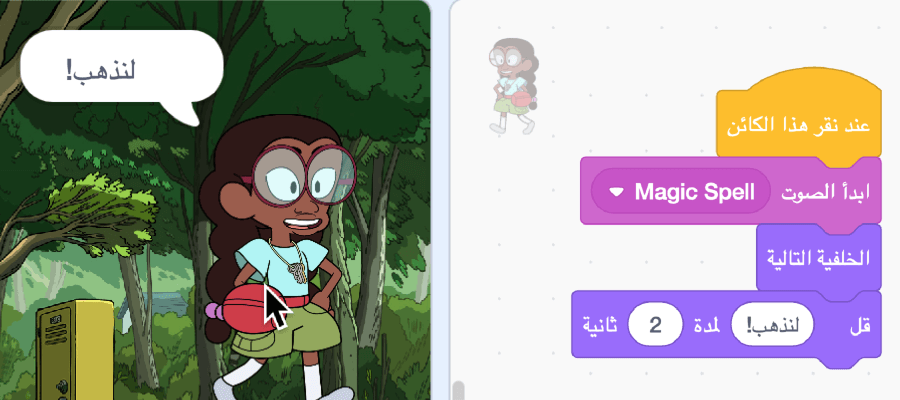 لنذهب!
عند نقر هذا الكائن
ابدأ الصوت Magic Spell
الخلفية التالية
قل لنذهب! لمدة 2 ثانية